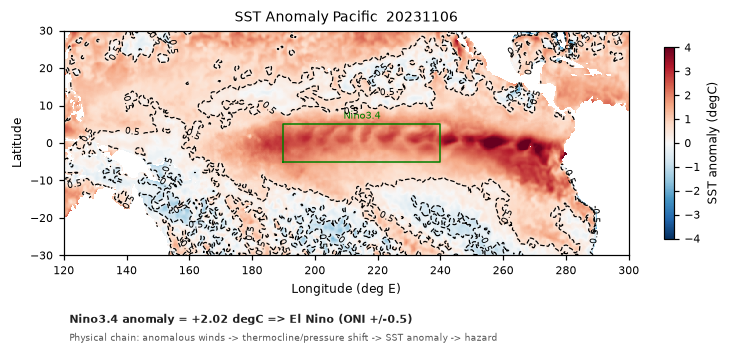 SST Anomaly Pacific 20231106
30
20
10
0
−10
−20
−30
Latitude
Nino3.4
0.5
120 140 160 180 200 220 240 260 280 300
Longitude (deg E)
4
3
2
1
0
−1
−2
−3
−4
SST anomaly (degC)
Nino3.4 anomaly = +2.02 degC => El Nino (ONI +/-0.5)
Physical chain: anomalous winds -> thermocline/pressure shift -> SST anomaly -> hazard